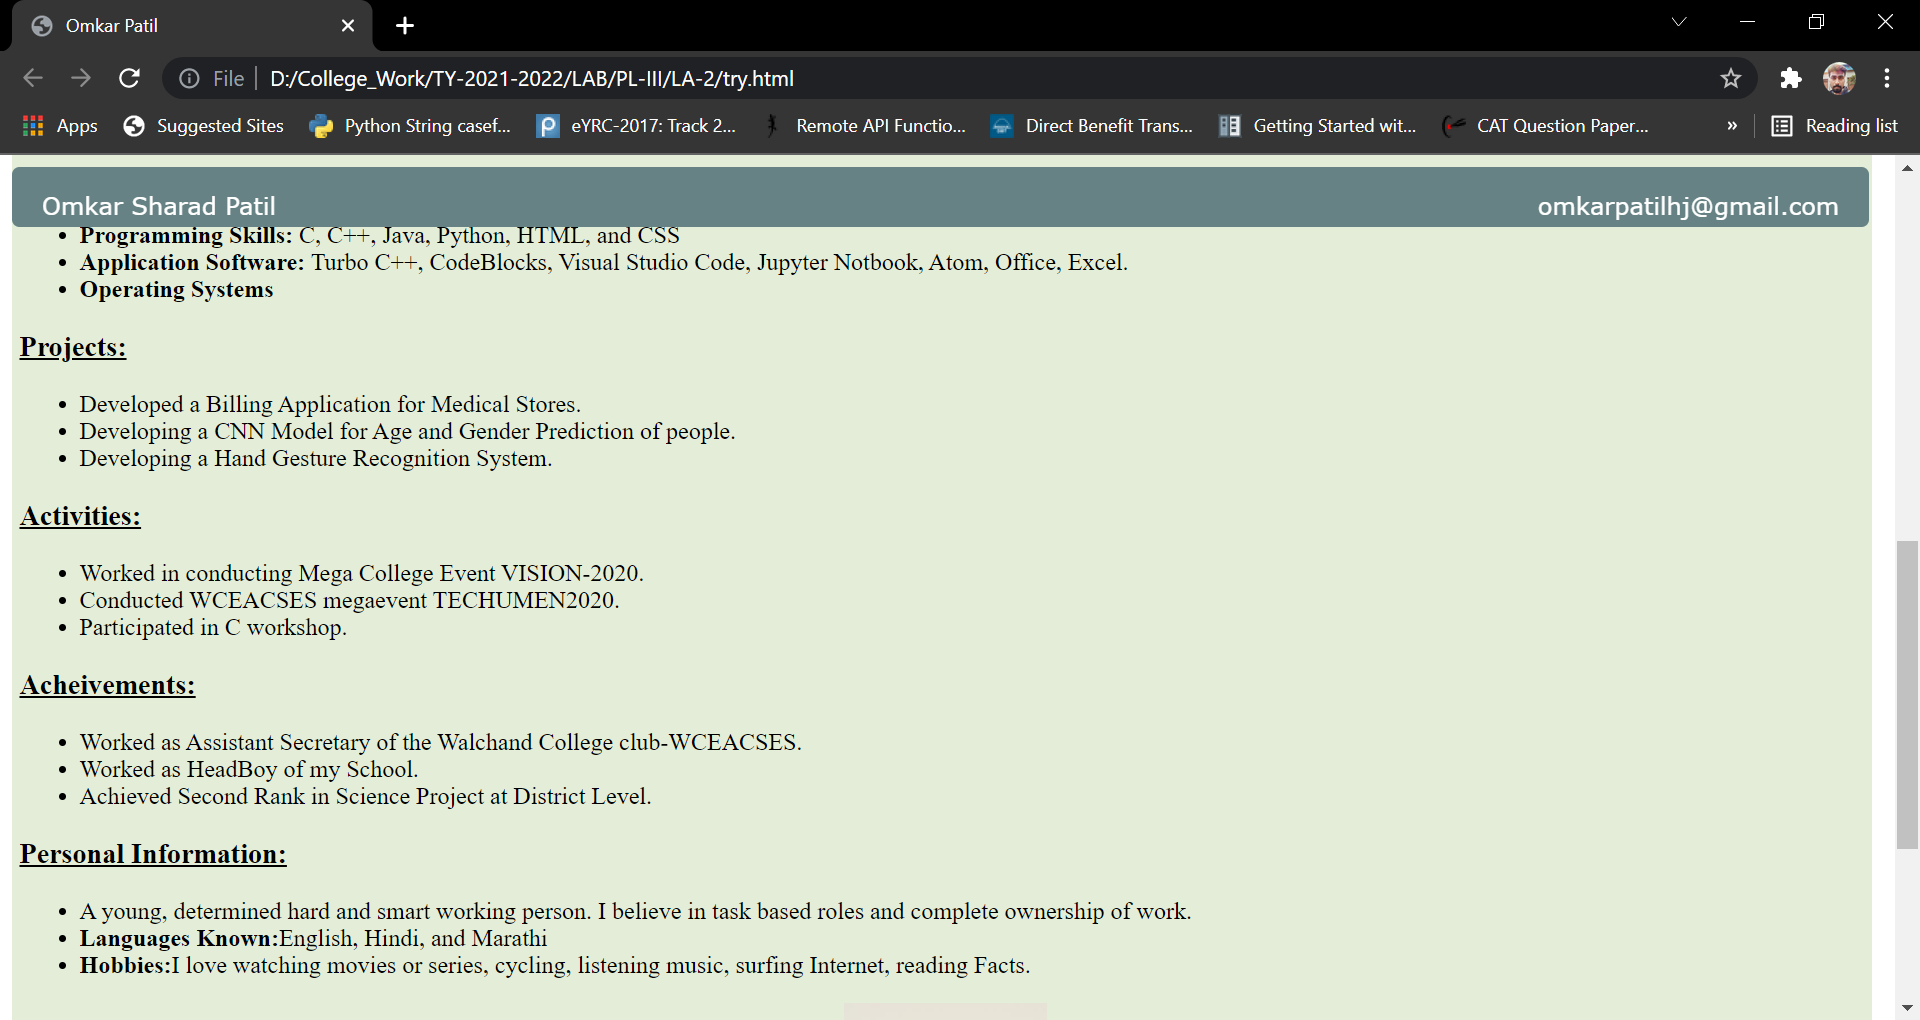 Omkar Patil
File
D:/College_Work/TY-2021-2022/LAB/PL-III/LA-2/try.html
Apps
Suggested Sites
Python String casef...
eYRC-2017: Track 2...
Remote API Functio...
Direct Benefit Trans...
Getting Started wit...
CAT Question Paper...
»
Reading list
Omkar Sharad Patil
omkarpatilhj@gmail.com
• Programming Skills: C, C++, Java, Python, HTML, and CSS
• Application Software: Turbo C++, CodeBlocks, Visual Studio Code, Jupyter Notbook, Atom, Office, Excel.
• Operating Systems
Projects:
• Developed a Billing Application for Medical Stores.
• Developing a CNN Model for Age and Gender Prediction of people.
• Developing a Hand Gesture Recognition System.
Activities:
• Worked in conducting Mega College Event VISION-2020.
• Conducted WCEACSES megaevent TECHUMEN2020.
• Participated in C workshop.
Acheivements:
• Worked as Assistant Secretary of the Walchand College club-WCEACSES.
• Worked as HeadBoy of my School.
• Achieved Second Rank in Science Project at District Level.
Personal Information:
• A young, determined hard and smart working person. I believe in task based roles and complete ownership of work.
• Languages Known:English, Hindi, and Marathi
• Hobbies:I love watching movies or series, cycling, listening music, surfing Internet, reading Facts.